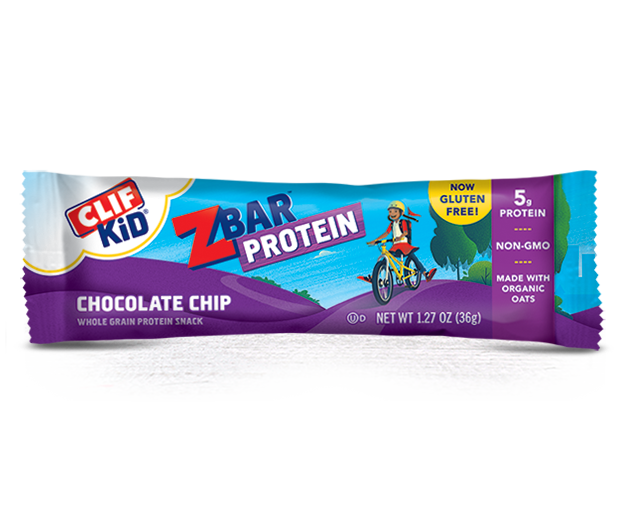 CLIF
KID®
ZBAR™
PROTEIN
NOW
GLUTEN
FREE!
5g
PROTEIN
NON-GMO
MADE WITH
ORGANIC
OATS
CHOCOLATE CHIP
WHOLE GRAIN PROTEIN SNACK
U D NET WT 1.27 OZ (36g)